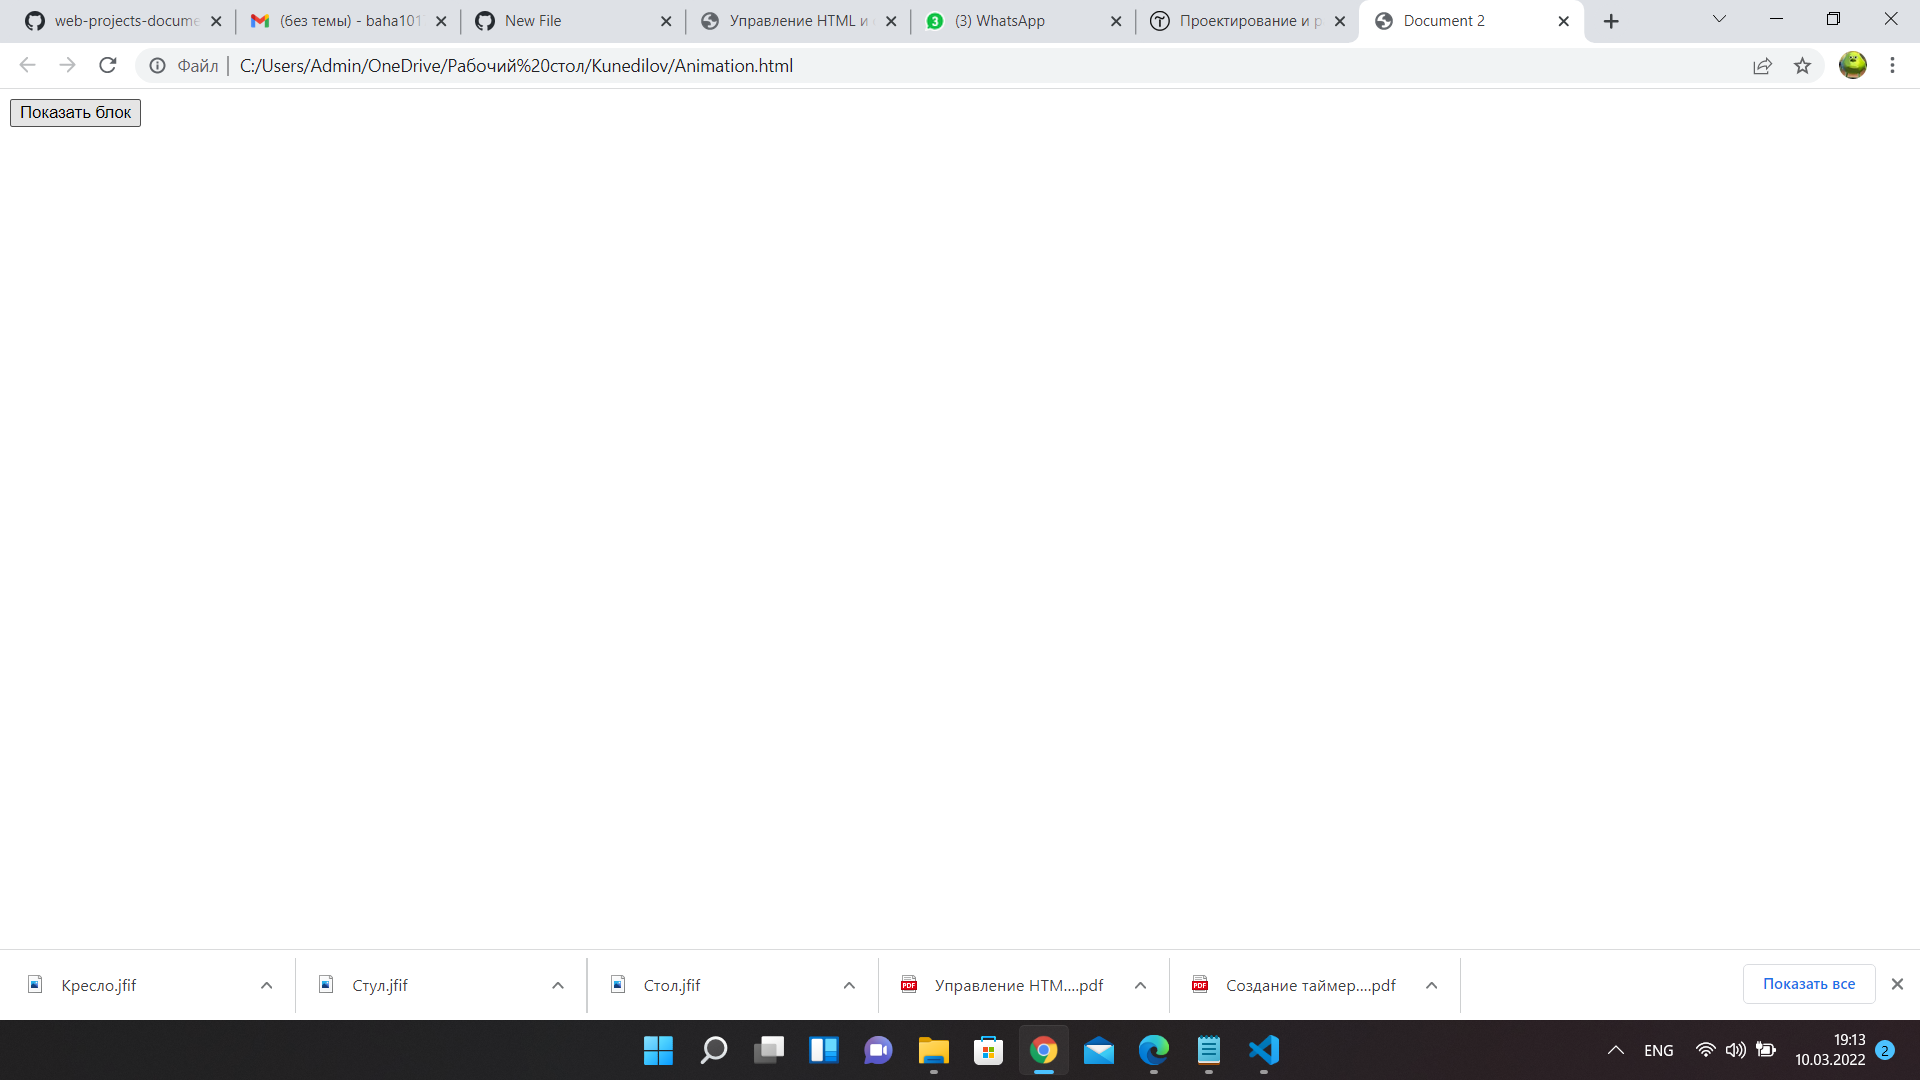 web-projects-docume
(без темы) - baha101
New File
Управление HTML и
(3) WhatsApp
Проектирование и р
Document 2
Файл | C:/Users/Admin/OneDrive/Рабочий%20стол/Kunedilov/Animation.html
Показать блок
Кресло.jfif
Стул.jfif
Стол.jfif
Управление HTM....pdf
Создание таймер....pdf
Показать все
ENG
19:13
10.03.2022
2